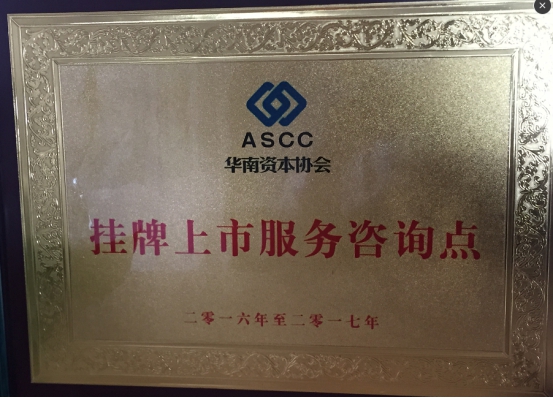 ASCC
华南资本协会
挂牌上市服务咨询点
二零一六年至二零一七年